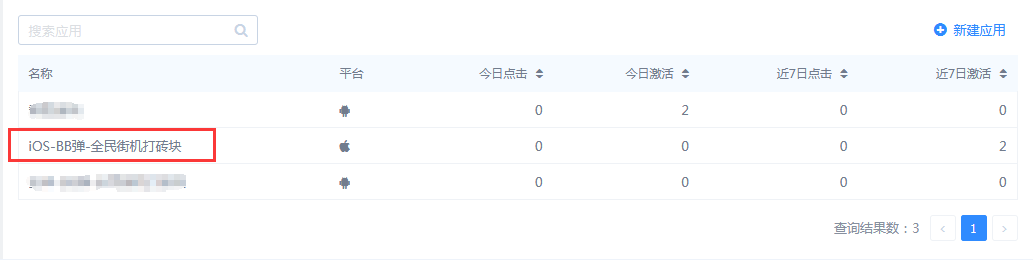 搜索应用
新建应用
名称 平台 今日点击 今日激活 近7日点击 近7日激活
0 2 0 0
iOS-BB弹-全民街机打砖块 0 0 0 2
0 0 0 0
查询结果数：3 < 1 >